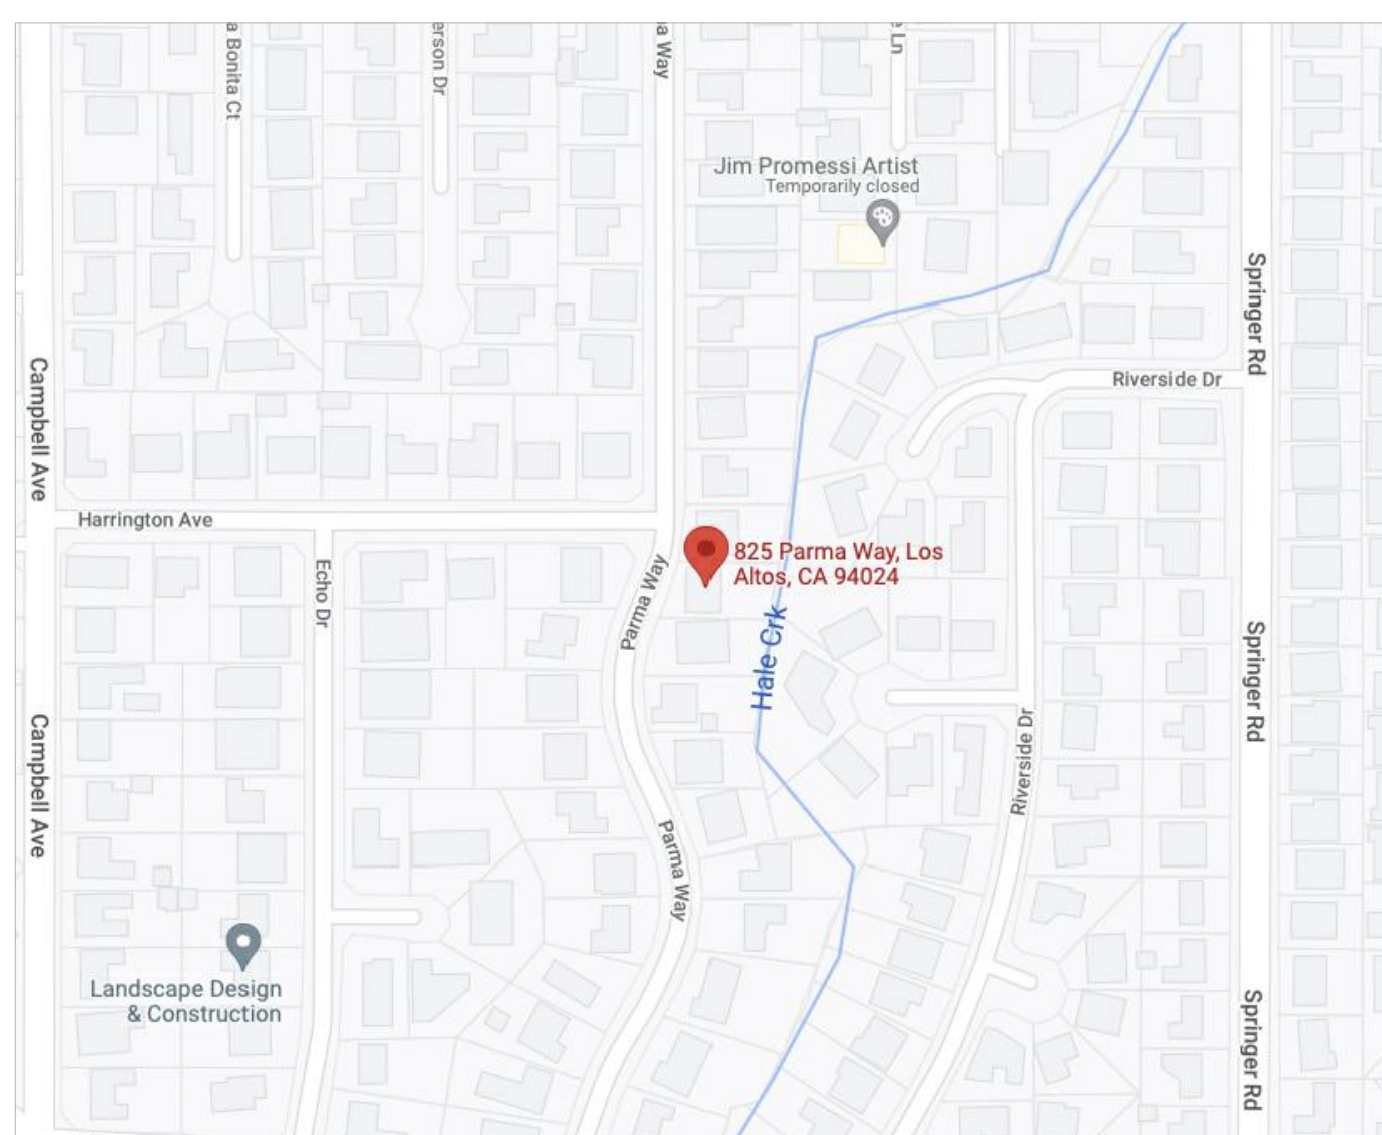 a Bonita Ct
erson Dr
a Way
Ln
Jim Promessi Artist
Temporarily closed
Springer Rd
Campbell Ave
Riverside Dr
Harrington Ave
Echo Dr
Parma Way
825 Parma Way, Los
Altos, CA 94024
Hale Crk
Springer Rd
Campbell Ave
Riverside Dr
Parma Way
Landscape Design
& Construction
Springer Rd